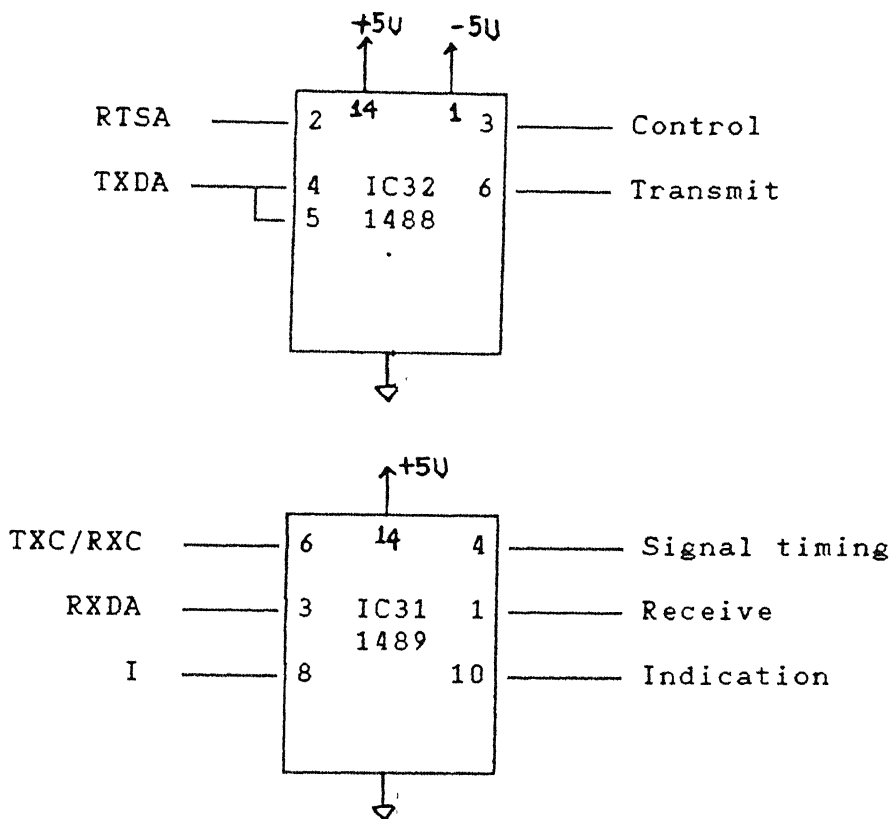 +5V -5V
RTSA 2 14 1 3 Control
TXDA 4 IC32 6 Transmit
5 1488
+5V
TXC/RXC 6 14 4 Signal timing
RXDA 3 IC31 1 Receive
1489
I 8 10 Indication